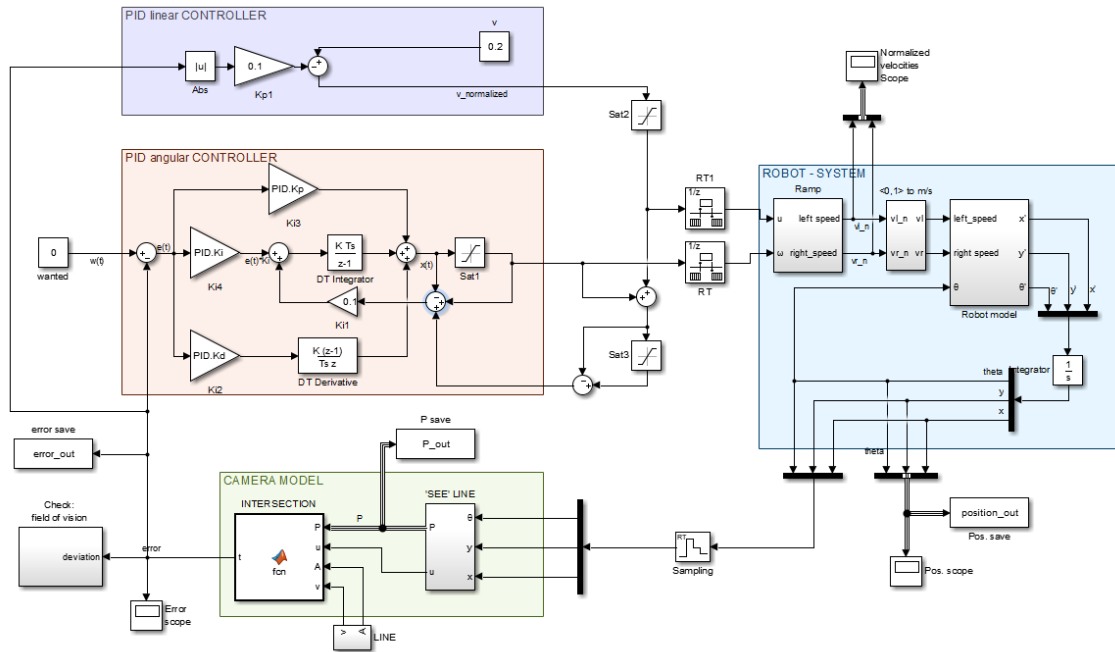 PID linear CONTROLLER
|u|
Abs
0.1
Kp1
v
0.2
v_normalized
Sat2
Normalized
velocities
Scope
PID angular CONTROLLER
PID.Kp
Ki3
0
wanted
w(t)
e(t)
PID.Ki
Ki4
e(t)*Ki
K Ts
z-1
DT Integrator
x(t)
Sat1
0.1
Ki1
PID.Kd
Ki2
K (z-1)
Ts z
DT Derivative
RT1
1/z
1/z
RT
Sat3
ROBOT - SYSTEM
Ramp
u
ω
left speed
right_speed
vl_n
vr_n
<0,1> to m/s
vl_n
vl
vr_n
vr
left_speed
right speed
θ
x'
y'
θ'
Robot model
θ'
y'
x'
Integrator
1
s
theta
y
x
theta
position_out
Pos. save
Pos. scope
RT
Sampling
error save
error_out
Check:
field of vision
deviation
error
Error
scope
P save
P_out
CAMERA MODEL
INTERSECTION
t
fcn
P
u
A
v
P
'SEE' LINE
P
u
θ
y
x
V
A
LINE